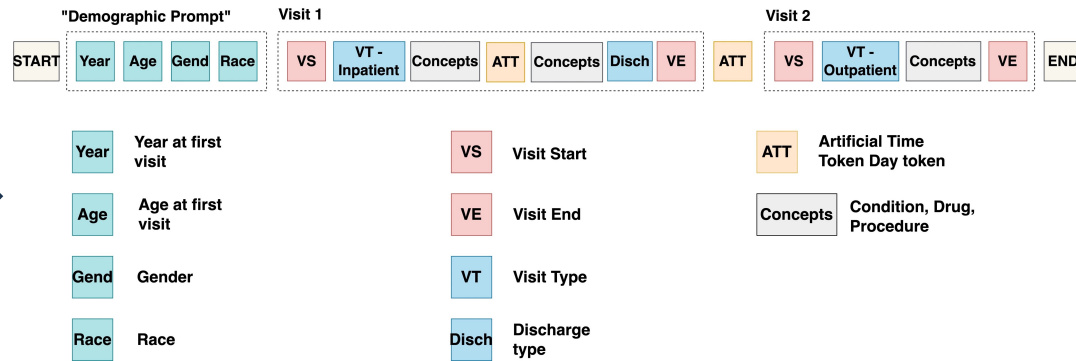 "Demographic Prompt"
Visit 1
Visit 2
START
Year
Age
Gend
Race
VS
VT -
Inpatient
Concepts
ATT
Concepts
Disch
VE
ATT
VS
VT -
Outpatient
Concepts
VE
END
Year
Year at first
visit
Age
Age at first
visit
Gend
Gender
Race
Race
VS
Visit Start
VE
Visit End
VT
Visit Type
Disch
Discharge
type
ATT
Artificial Time
Token Day token
Concepts
Condition, Drug,
Procedure